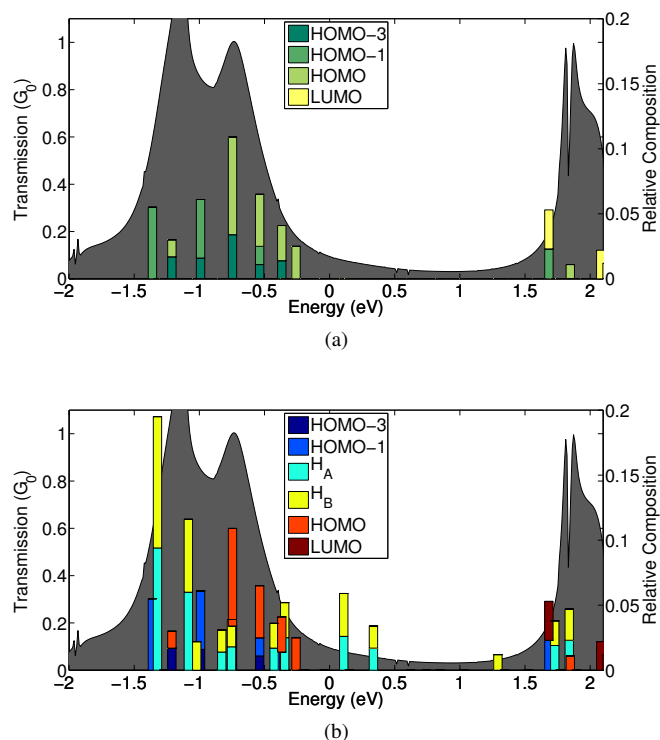 HOMO−3
HOMO−1
HOMO
LUMO
Transmission (G0)
1
0.8
0.6
0.4
0.2
0
0.2
0.15
0.1
0.05
0
Relative Composition
−2 −1.5 −1 −0.5 0 0.5 1 1.5 2
Energy (eV)
(a)
HOMO−3
HOMO−1
HA
HB
HOMO
LUMO
Transmission (G0)
1
0.8
0.6
0.4
0.2
0
0.2
0.15
0.1
0.05
0
Relative Composition
−2 −1.5 −1 −0.5 0 0.5 1 1.5 2
Energy (eV)
(b)